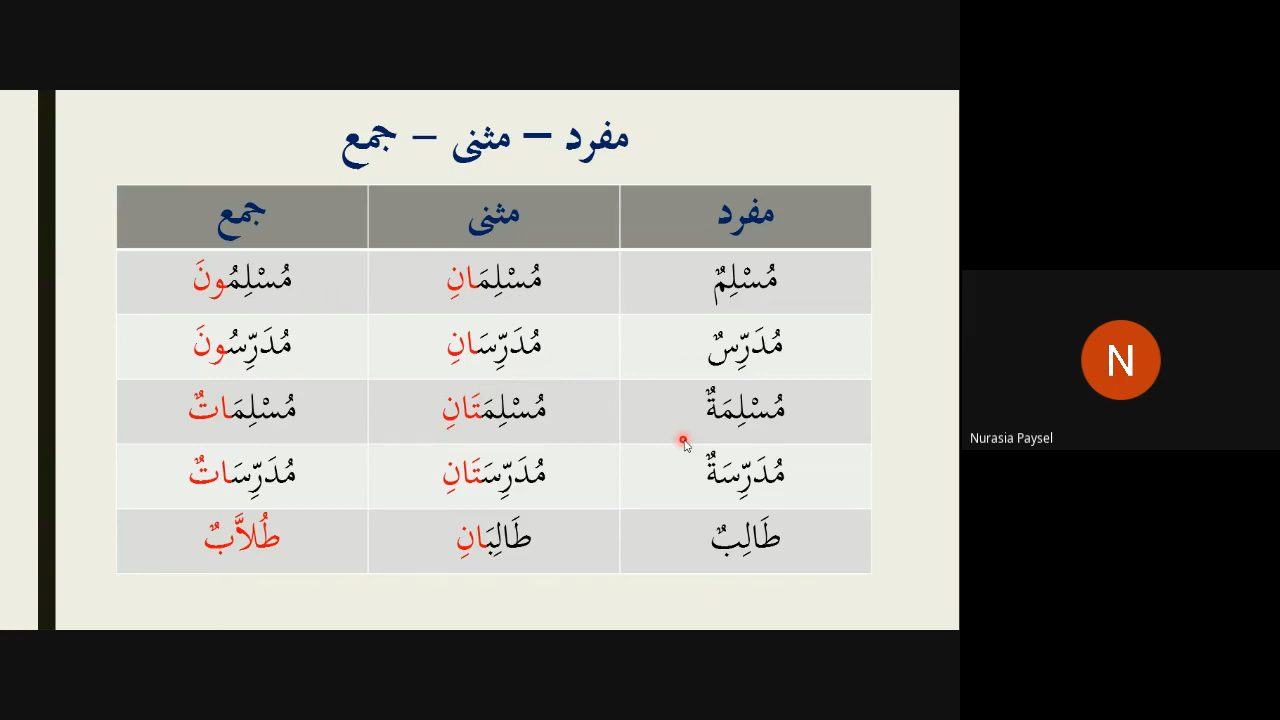 مفرد – مثنى – جمع
مفرد مثنى جمع
مُسْلِمٌ مُسْلِمَانِ مُسْلِمُونَ
مُدَرِّسٌ مُدَرِّسَانِ مُدَرِّسُونَ
مُسْلِمَةٌ مُسْلِمَتَانِ مُسْلِمَاتٌ
مُدَرِّسَةٌ مُدَرِّسَتَانِ مُدَرِّسَاتٌ
طَالِبٌ طَالِبَانِ طُلاَّبٌ
N
Nurasia Paysel